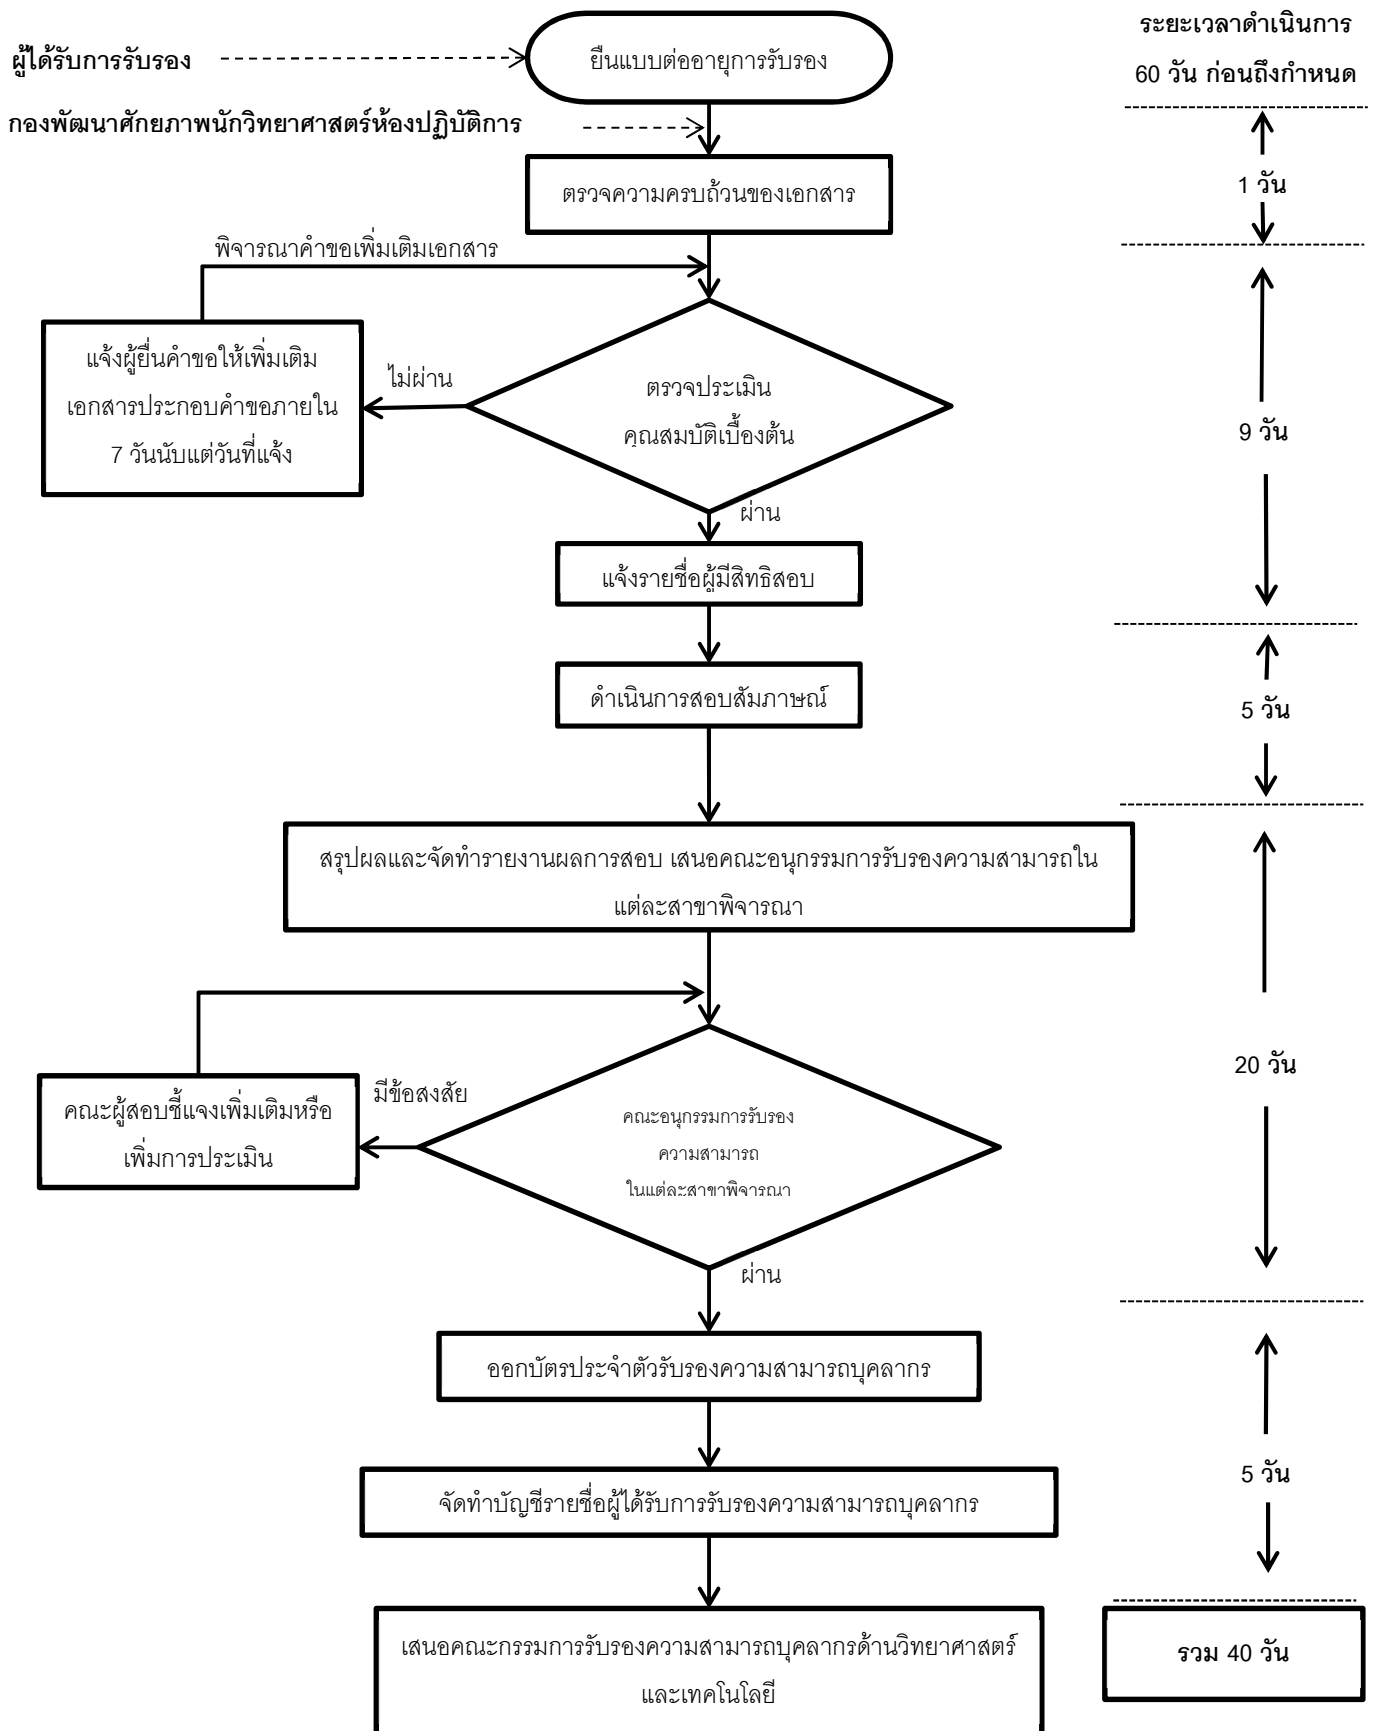 ระยะเวลาดำเนินการ
60 วัน ก่อนถึงกำหนด
ผู้ได้รับการรับรอง
ยื่นแบบต่ออายุการรับรอง
กองพัฒนาศักยภาพนักวิทยาศาสตร์ห้องปฏิบัติการ
ตรวจความครบถ้วนของเอกสาร
1 วัน
พิจารณาคำขอเพิ่มเติมเอกสาร
แจ้งผู้ยื่นคำขอให้เพิ่มเติม
เอกสารประกอบคำขอภายใน
7 วันนับแต่วันที่แจ้ง
ไม่ผ่าน
ตรวจประเมิน
คุณสมบัติเบื้องต้น
9 วัน
ผ่าน
แจ้งรายชื่อผู้มีสิทธิสอบ
ดำเนินการสอบสัมภาษณ์
5 วัน
สรุปผลและจัดทำรายงานผลการสอบ เสนอคณะอนุกรรมการรับรองความสามารถใน
แต่ละสาขาพิจารณา
20 วัน
คณะผู้สอบชี้แจงเพิ่มเติมหรือ
เพิ่มการประเมิน
มีข้อสงสัย
คณะอนุกรรมการรับรอง
ความสามารถ
ในแต่ละสาขาพิจารณา
ผ่าน
ออกบัตรประจำตัวรับรองความสามารถบุคลากร
5 วัน
จัดทำบัญชีรายชื่อผู้ได้รับการรับรองความสามารถบุคลากร
เสนอคณะกรรมการรับรองความสามารถบุคลากรด้านวิทยาศาสตร์
และเทคโนโลยี
รวม 40 วัน